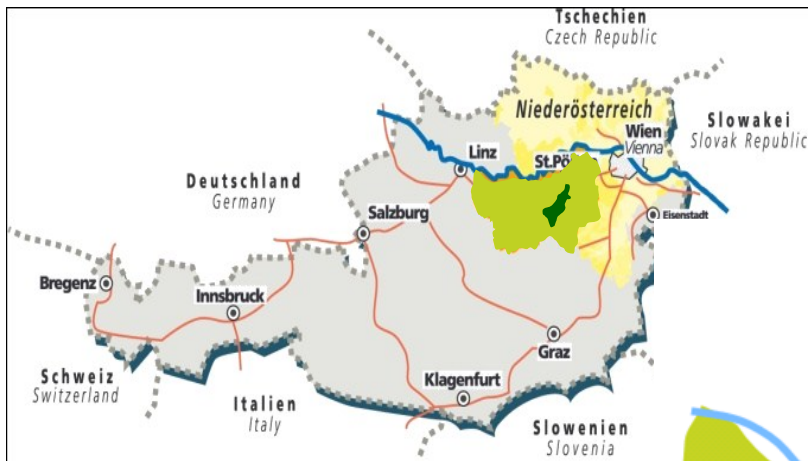 Tschechien
Czech Republic
Niederösterreich
Slowakei
Slovak Republic
Wien
Vienna
Linz
Deutschland
Germany
Salzburg
Eisenstadt
Bregenz
Innsbruck
Graz
Schweiz
Switzerland
Klagenfurt
Italien
Italy
Slowenien
Slovenia